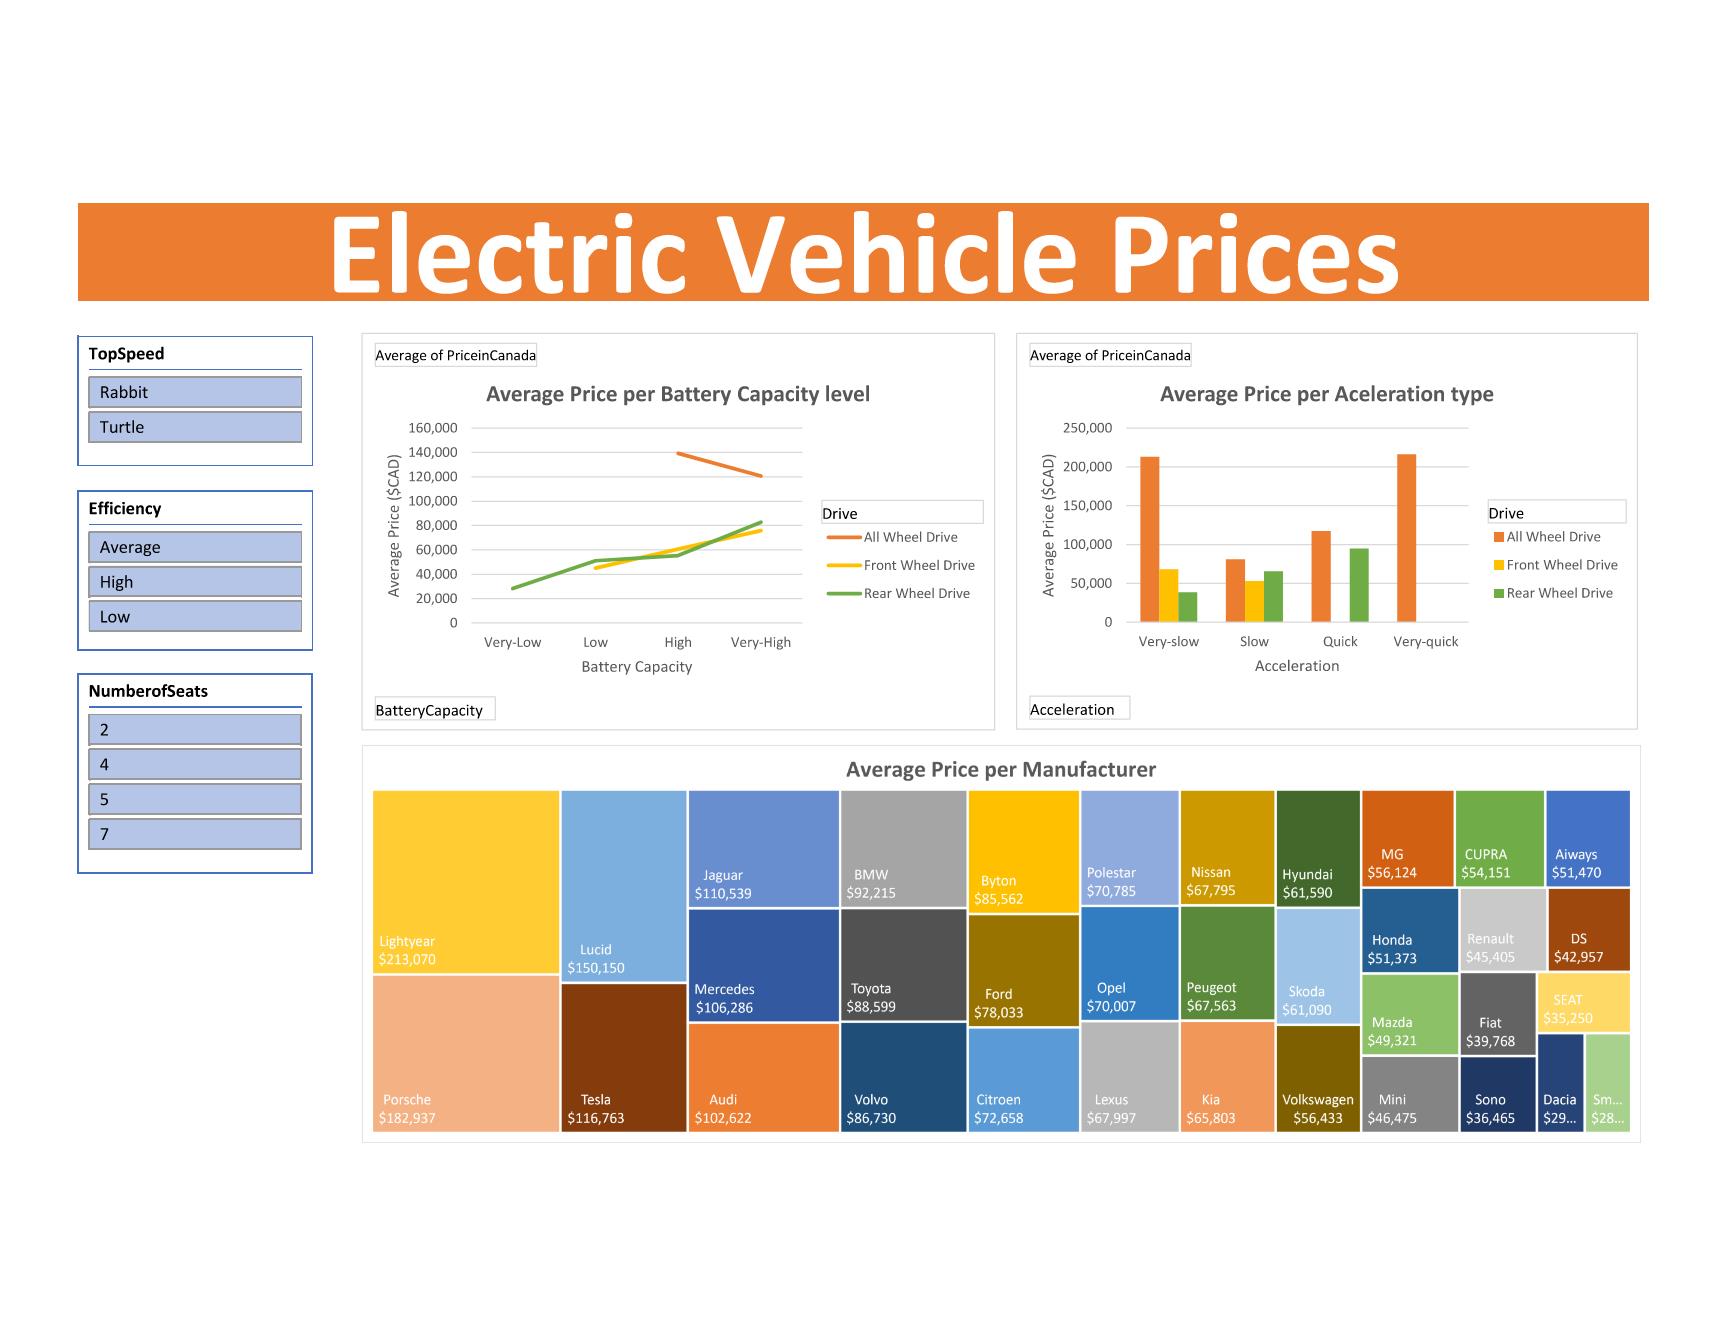 Electric Vehicle Prices
TopSpeed
Rabbit
Turtle
Efficiency
Average
High
Low
NumberofSeats
2
4
5
7
Average of PriceinCanada
Average Price per Battery Capacity level
160,000
140,000
120,000
100,000
80,000
60,000
40,000
20,000
0
Average Price ($CAD)
Very-Low Low High Very-High
Battery Capacity
Drive
All Wheel Drive
Front Wheel Drive
Rear Wheel Drive
BatteryCapacity
Average of PriceinCanada
Average Price per Aceleration type
250,000
200,000
150,000
100,000
50,000
0
Average Price ($CAD)
Very-slow Slow Quick Very-quick
Acceleration
Drive
All Wheel Drive
Front Wheel Drive
Rear Wheel Drive
Acceleration
Average Price per Manufacturer
Lightyear
$213,070
Porsche
$182,937
Lucid
$150,150
Tesla
$116,763
Jaguar
$110,539
Mercedes
$106,286
Audi
$102,622
BMW
$92,215
Toyota
$88,599
Volvo
$86,730
Byton
$85,562
Ford
$78,033
Citroen
$72,658
Polestar
$70,785
Opel
$70,007
Lexus
$67,997
Nissan
$67,795
Peugeot
$67,563
Kia
$65,803
Hyundai
$61,590
Skoda
$61,090
Volkswagen
$56,433
MG
$56,124
CUPRA
$54,151
Aiways
$51,470
Honda
$51,373
Mazda
$49,321
Mini
$46,475
Renault
$45,405
DS
$42,957
Fiat
$39,768
Sono
$36,465
SEAT
$35,250
Dacia
$29...
Sm...
$28...